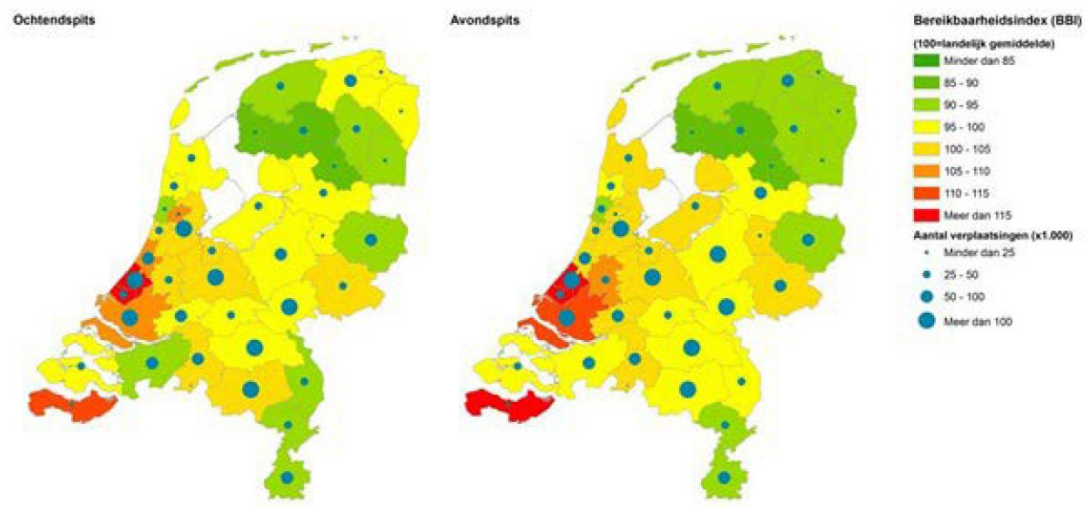 Ochtendspits
Avondspits
Bereikbaarheidsindex (BBI)
(100=landelijk gemiddelde)
Minder dan 85
85 - 90
90 - 95
95 - 100
100 - 105
105 - 110
110 - 115
Meer dan 115
Aantal verplaatsingen (x1.000)
Minder dan 25
25 - 50
50 - 100
Meer dan 100